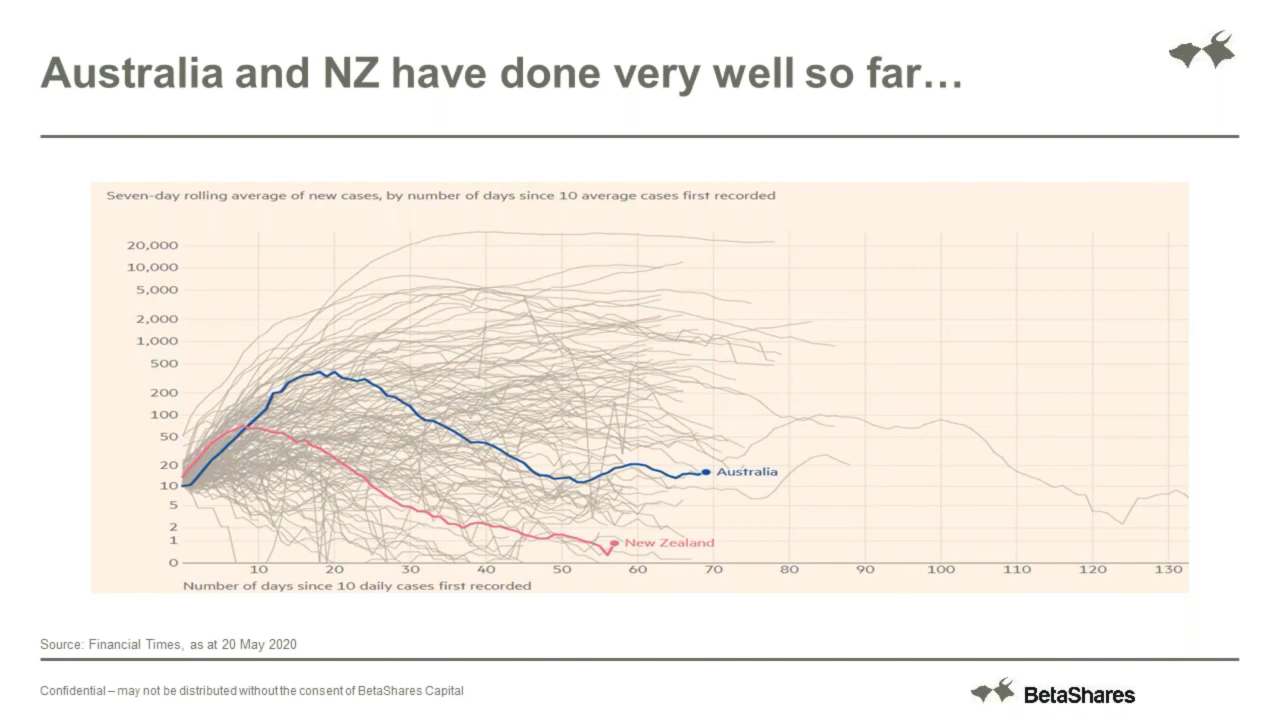 Australia and NZ have done very well so far…
Seven-day rolling average of new cases, by number of days since 10 average cases first recorded
20,000
10,000
5,000
2,000
1,000
500
200
100
50
20
10
5
2
1
0
Australia
New Zealand
10 20 30 40 50 60 70 80 90 100 110 120 130
Number of days since 10 daily cases first recorded
Source: Financial Times, as at 20 May 2020
Confidential – may not be distributed without the consent of BetaShares Capital
BetaShares